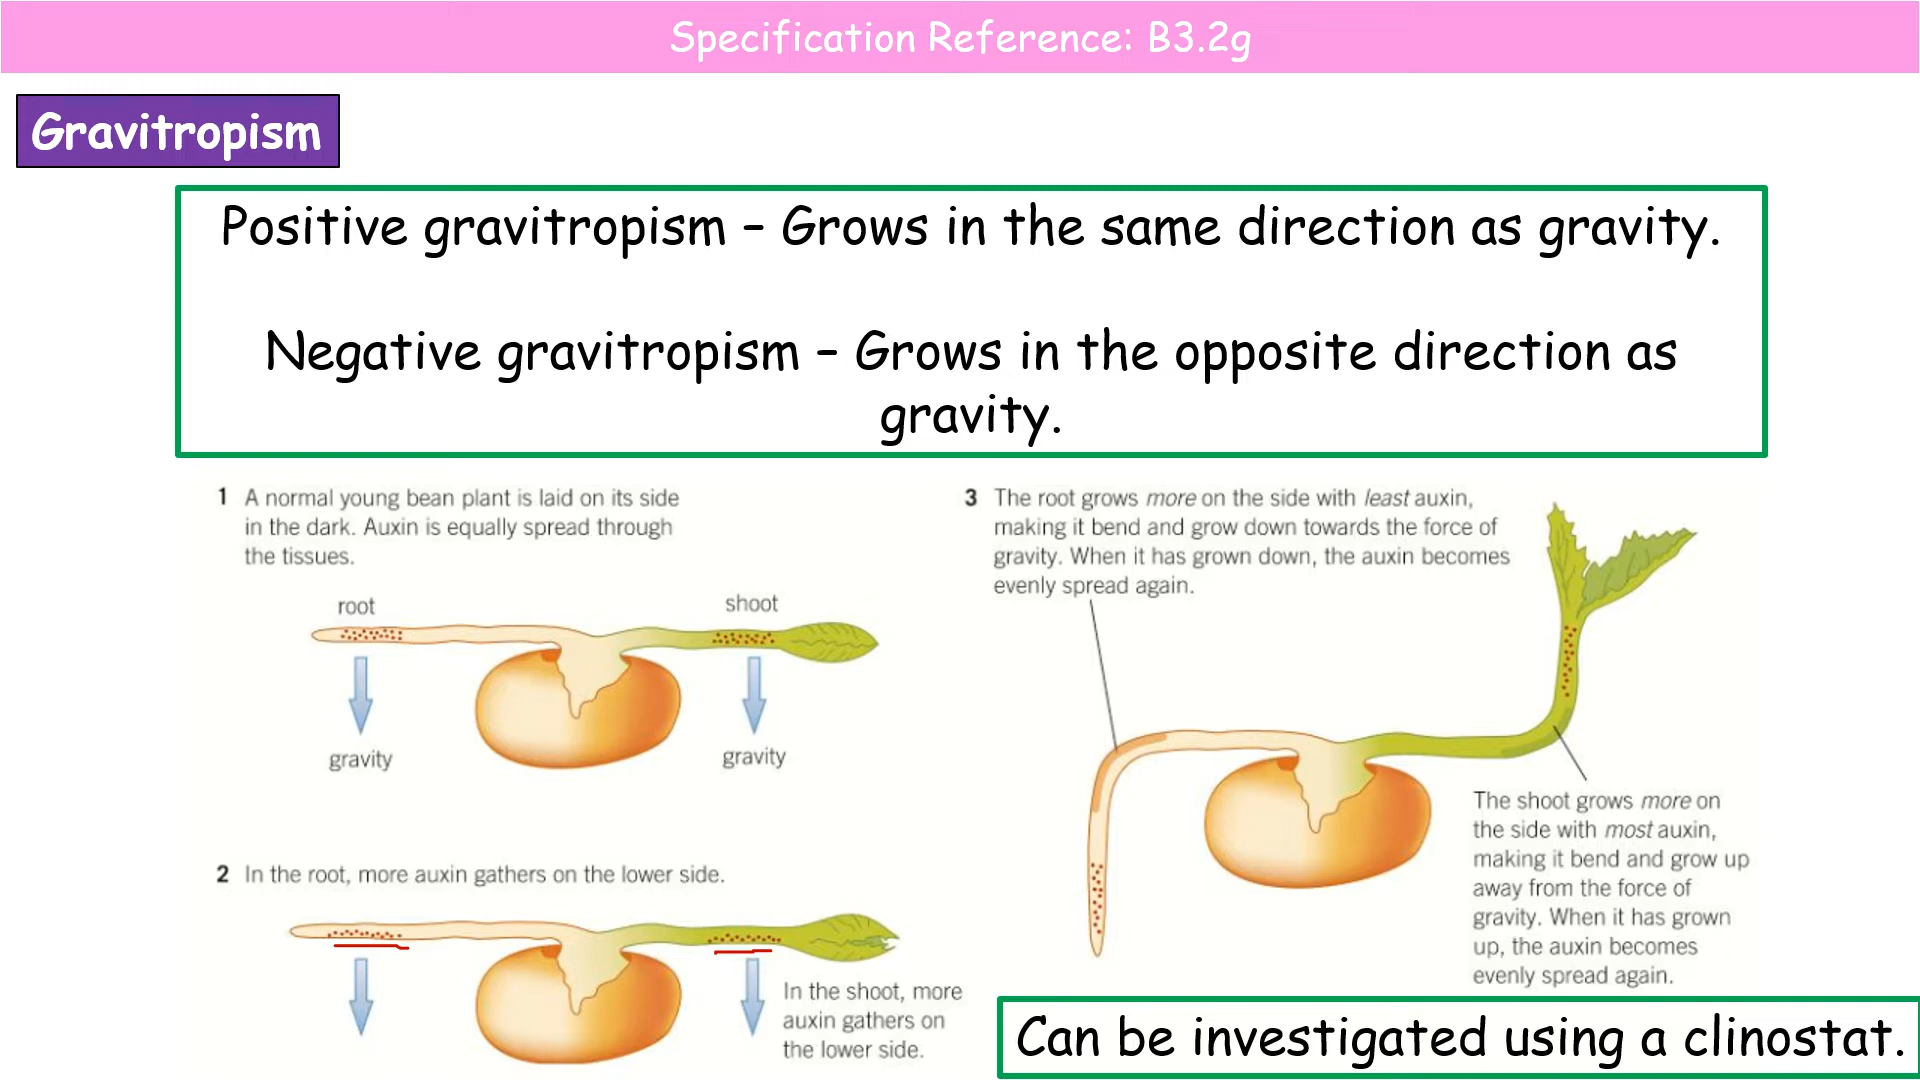 Specification Reference: B3.2g
Gravitropism
Positive gravitropism – Grows in the same direction as gravity.
Negative gravitropism – Grows in the opposite direction as
gravity.
1 A normal young bean plant is laid on its side
in the dark. Auxin is equally spread through
the tissues.
root
shoot
gravity
gravity
2 In the root, more auxin gathers on the lower side.
In the shoot, more
auxin gathers on
the lower side.
3 The root grows more on the side with least auxin,
making it bend and grow down towards the force of
gravity. When it has grown down, the auxin becomes
evenly spread again.
The shoot grows more on
the side with most auxin,
making it bend and grow up
away from the force of
gravity. When it has grown
up, the auxin becomes
evenly spread again.
Can be investigated using a clinostat.